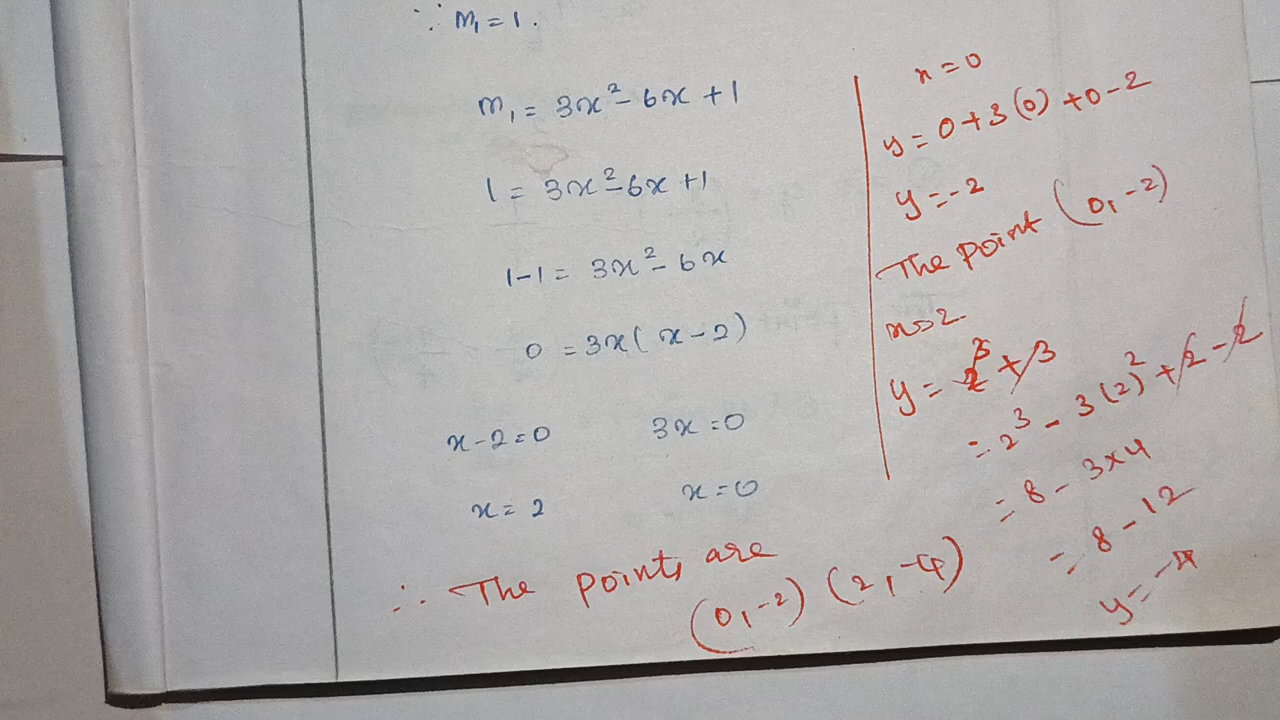 ∵ m₁ = 1.
m₁ = 3x² - 6x + 1
1 = 3x² - 6x + 1
1 - 1 = 3x² - 6x
0 = 3x(x - 2)
x - 2 = 0 3x = 0
x = 2 x = 0
∴ The points are
(0, -2) (2, -4)
x = 0
y = 0 + 3(0) + 0 - 2
y = -2
The point (0, -2)
x = 2
y =
= 2³ - 3(2)² + 2 - 2
= 8 - 3×4
= 8 - 12
y = -4